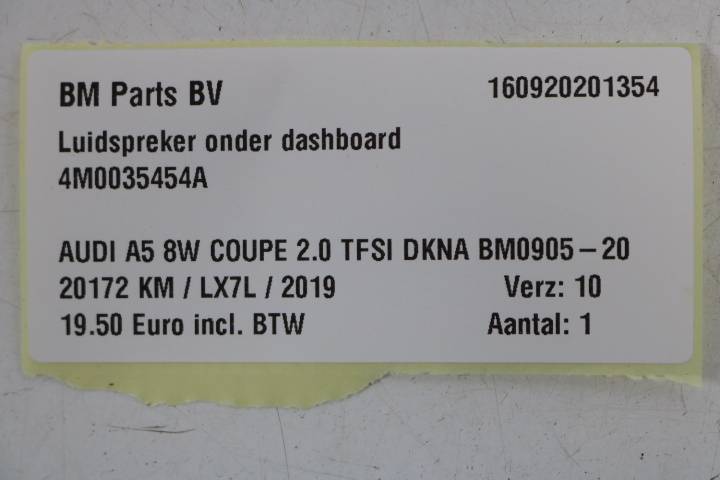 BM Parts BV 160920201354
Luidspreker onder dashboard
4M0035454A
AUDI A5 8W COUPE 2.0 TFSI DKNA BM0905-20
20172 KM / LX7L / 2019 Verz: 10
19.50 Euro incl. BTW Aantal: 1